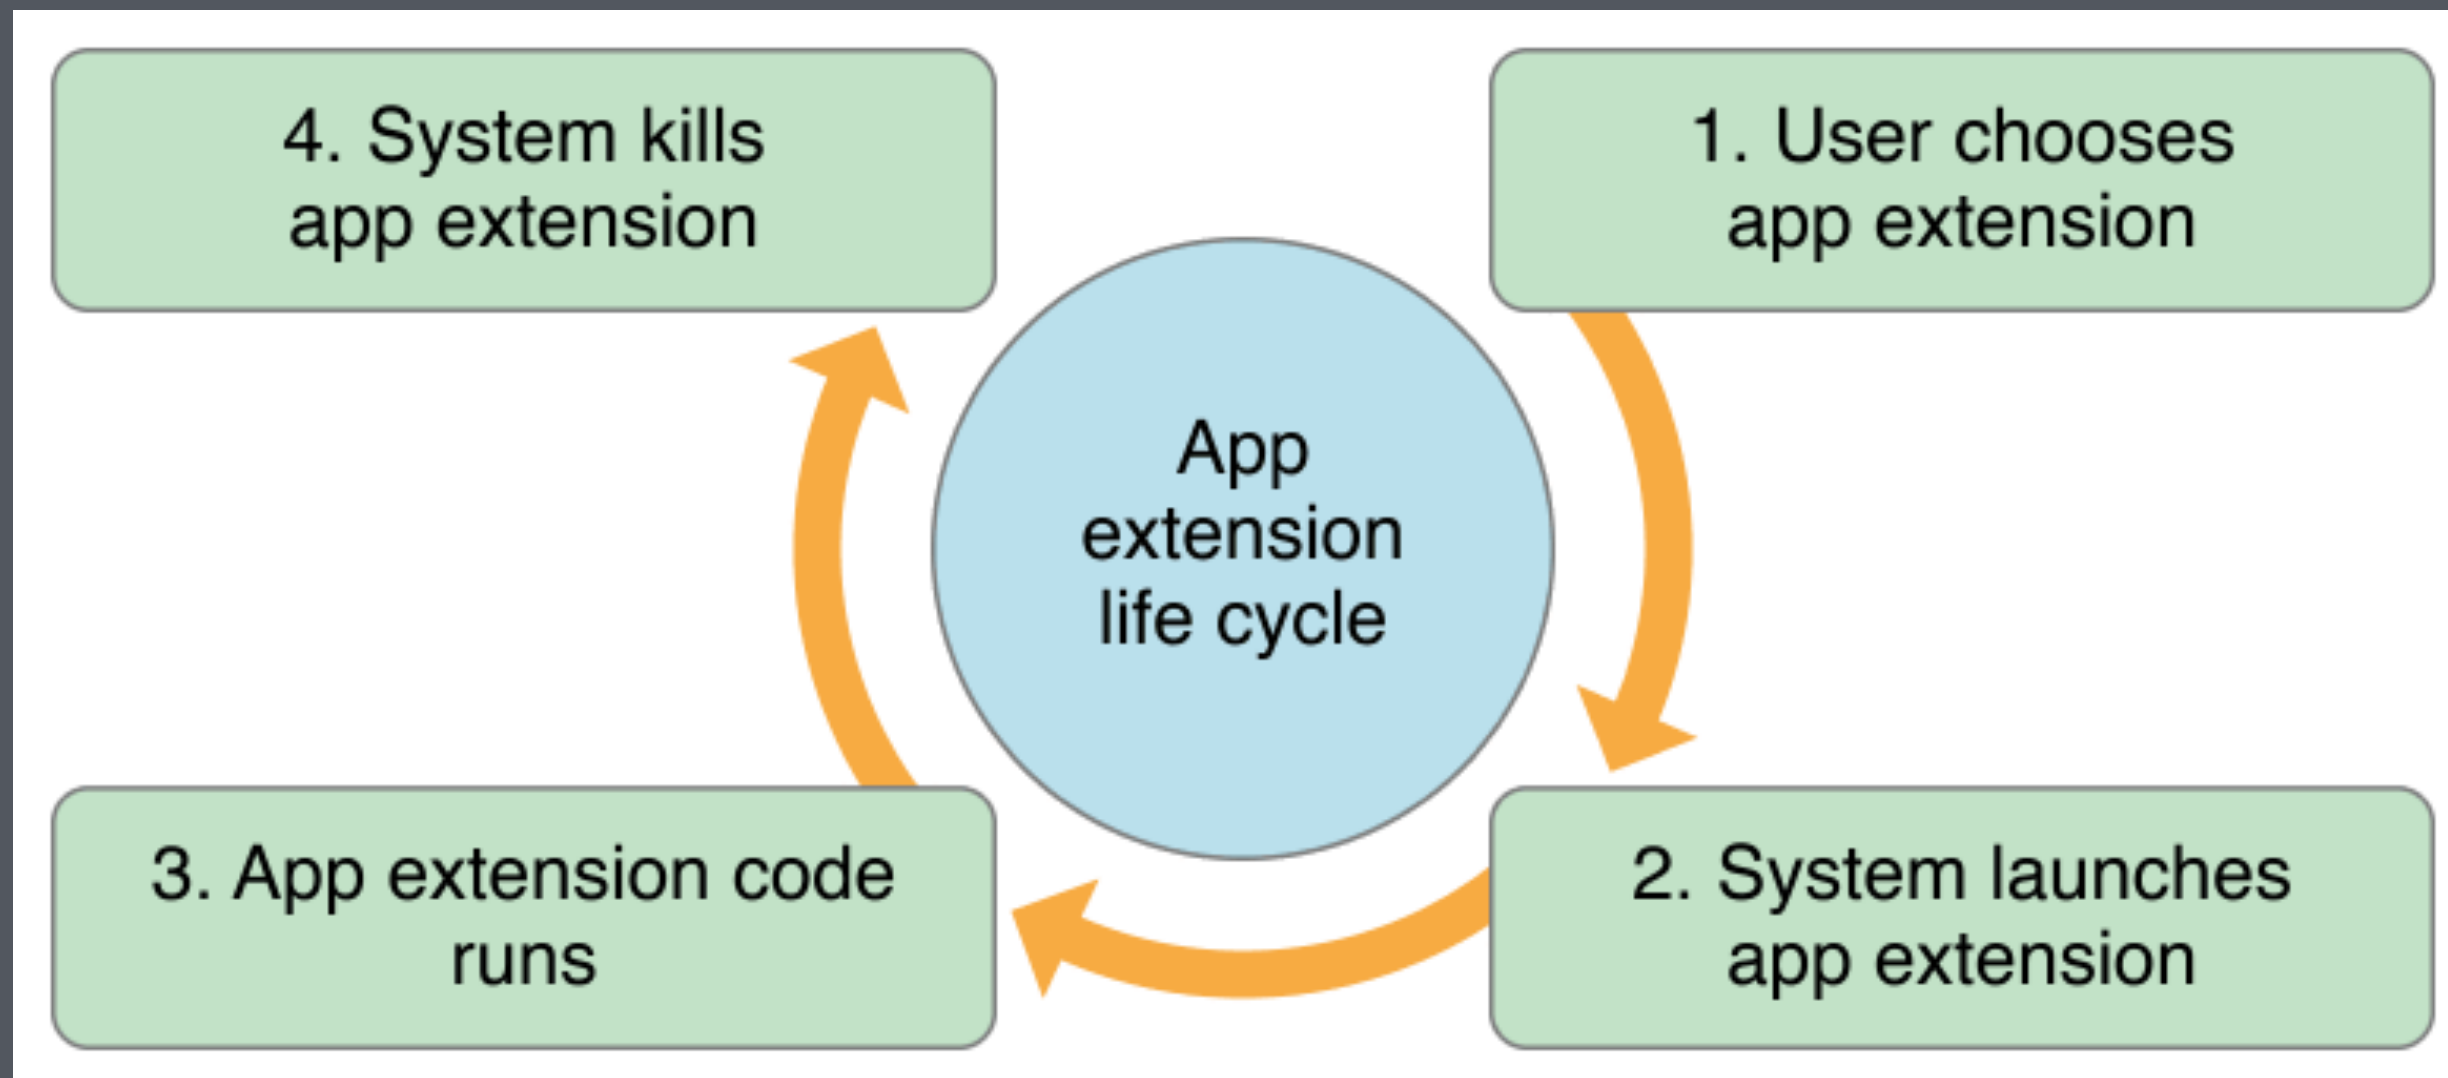 4. System kills
app extension
1. User chooses
app extension
App
extension
life cycle
3. App extension code
runs
2. System launches
app extension